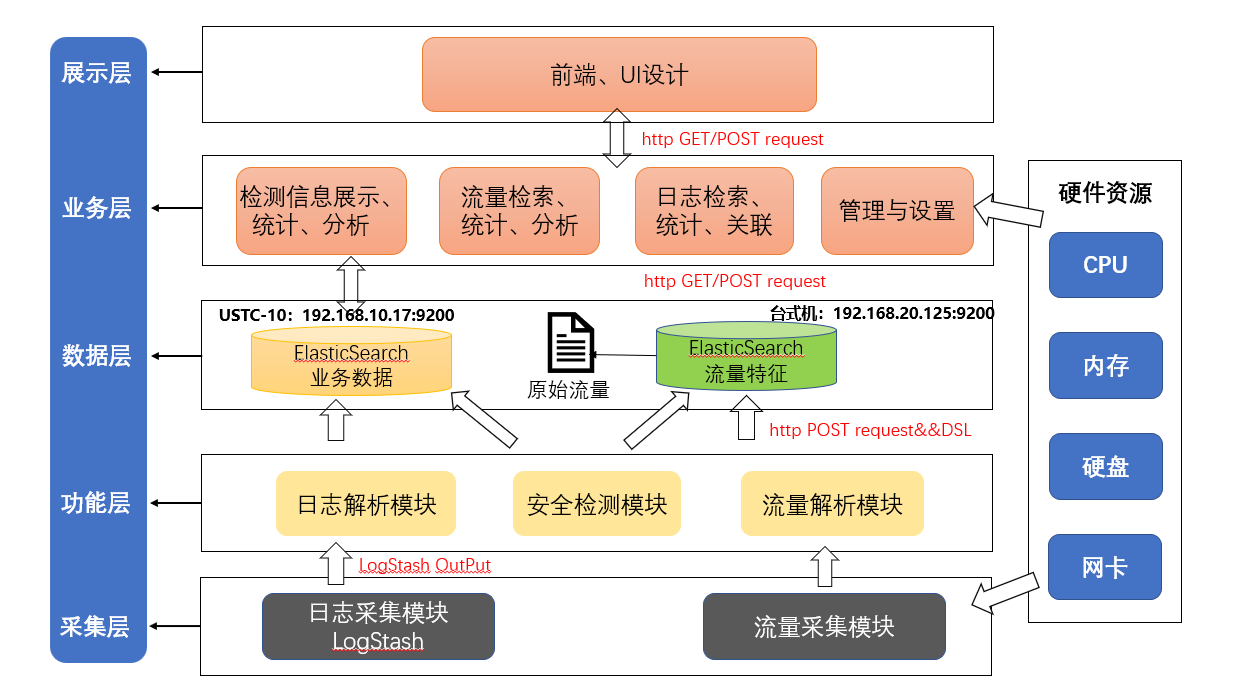 展示层
前端、UI设计
http GET/POST request
业务层
检测信息展示、
统计、分析
流量检索、
统计、分析
日志检索、
统计、关联
管理与设置
http GET/POST request
数据层
USTC-10：192.168.10.17:9200
ElasticSearch
业务数据
原始流量
台式机：192.168.20.125:9200
ElasticSearch
流量特征
http POST request&&DSL
功能层
日志解析模块
安全检测模块
流量解析模块
LogStash OutPut
采集层
日志采集模块
LogStash
流量采集模块
硬件资源
CPU
内存
硬盘
网卡